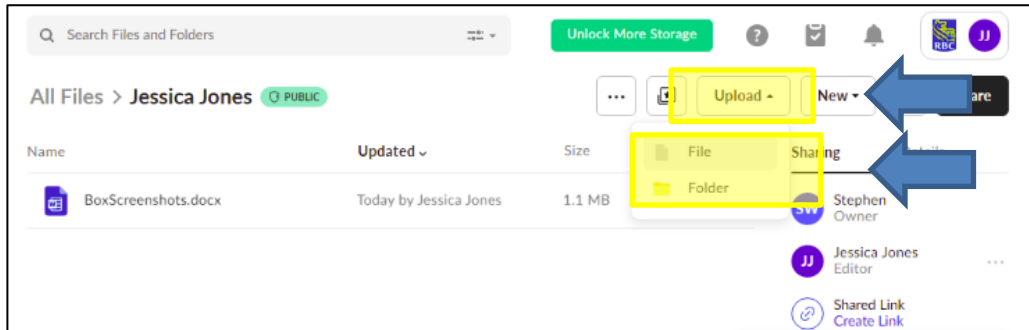 Search Files and Folders
Unlock More Storage
?
RBC
JJ
All Files > Jessica Jones PUBLIC
... Upload New
Name Updated Size
File
Folder
BoxScreenshots.docx Today by Jessica Jones 1.1 MB
SW Stephen
Owner
JJ Jessica Jones
Editor
...
Shared Link
Create Link